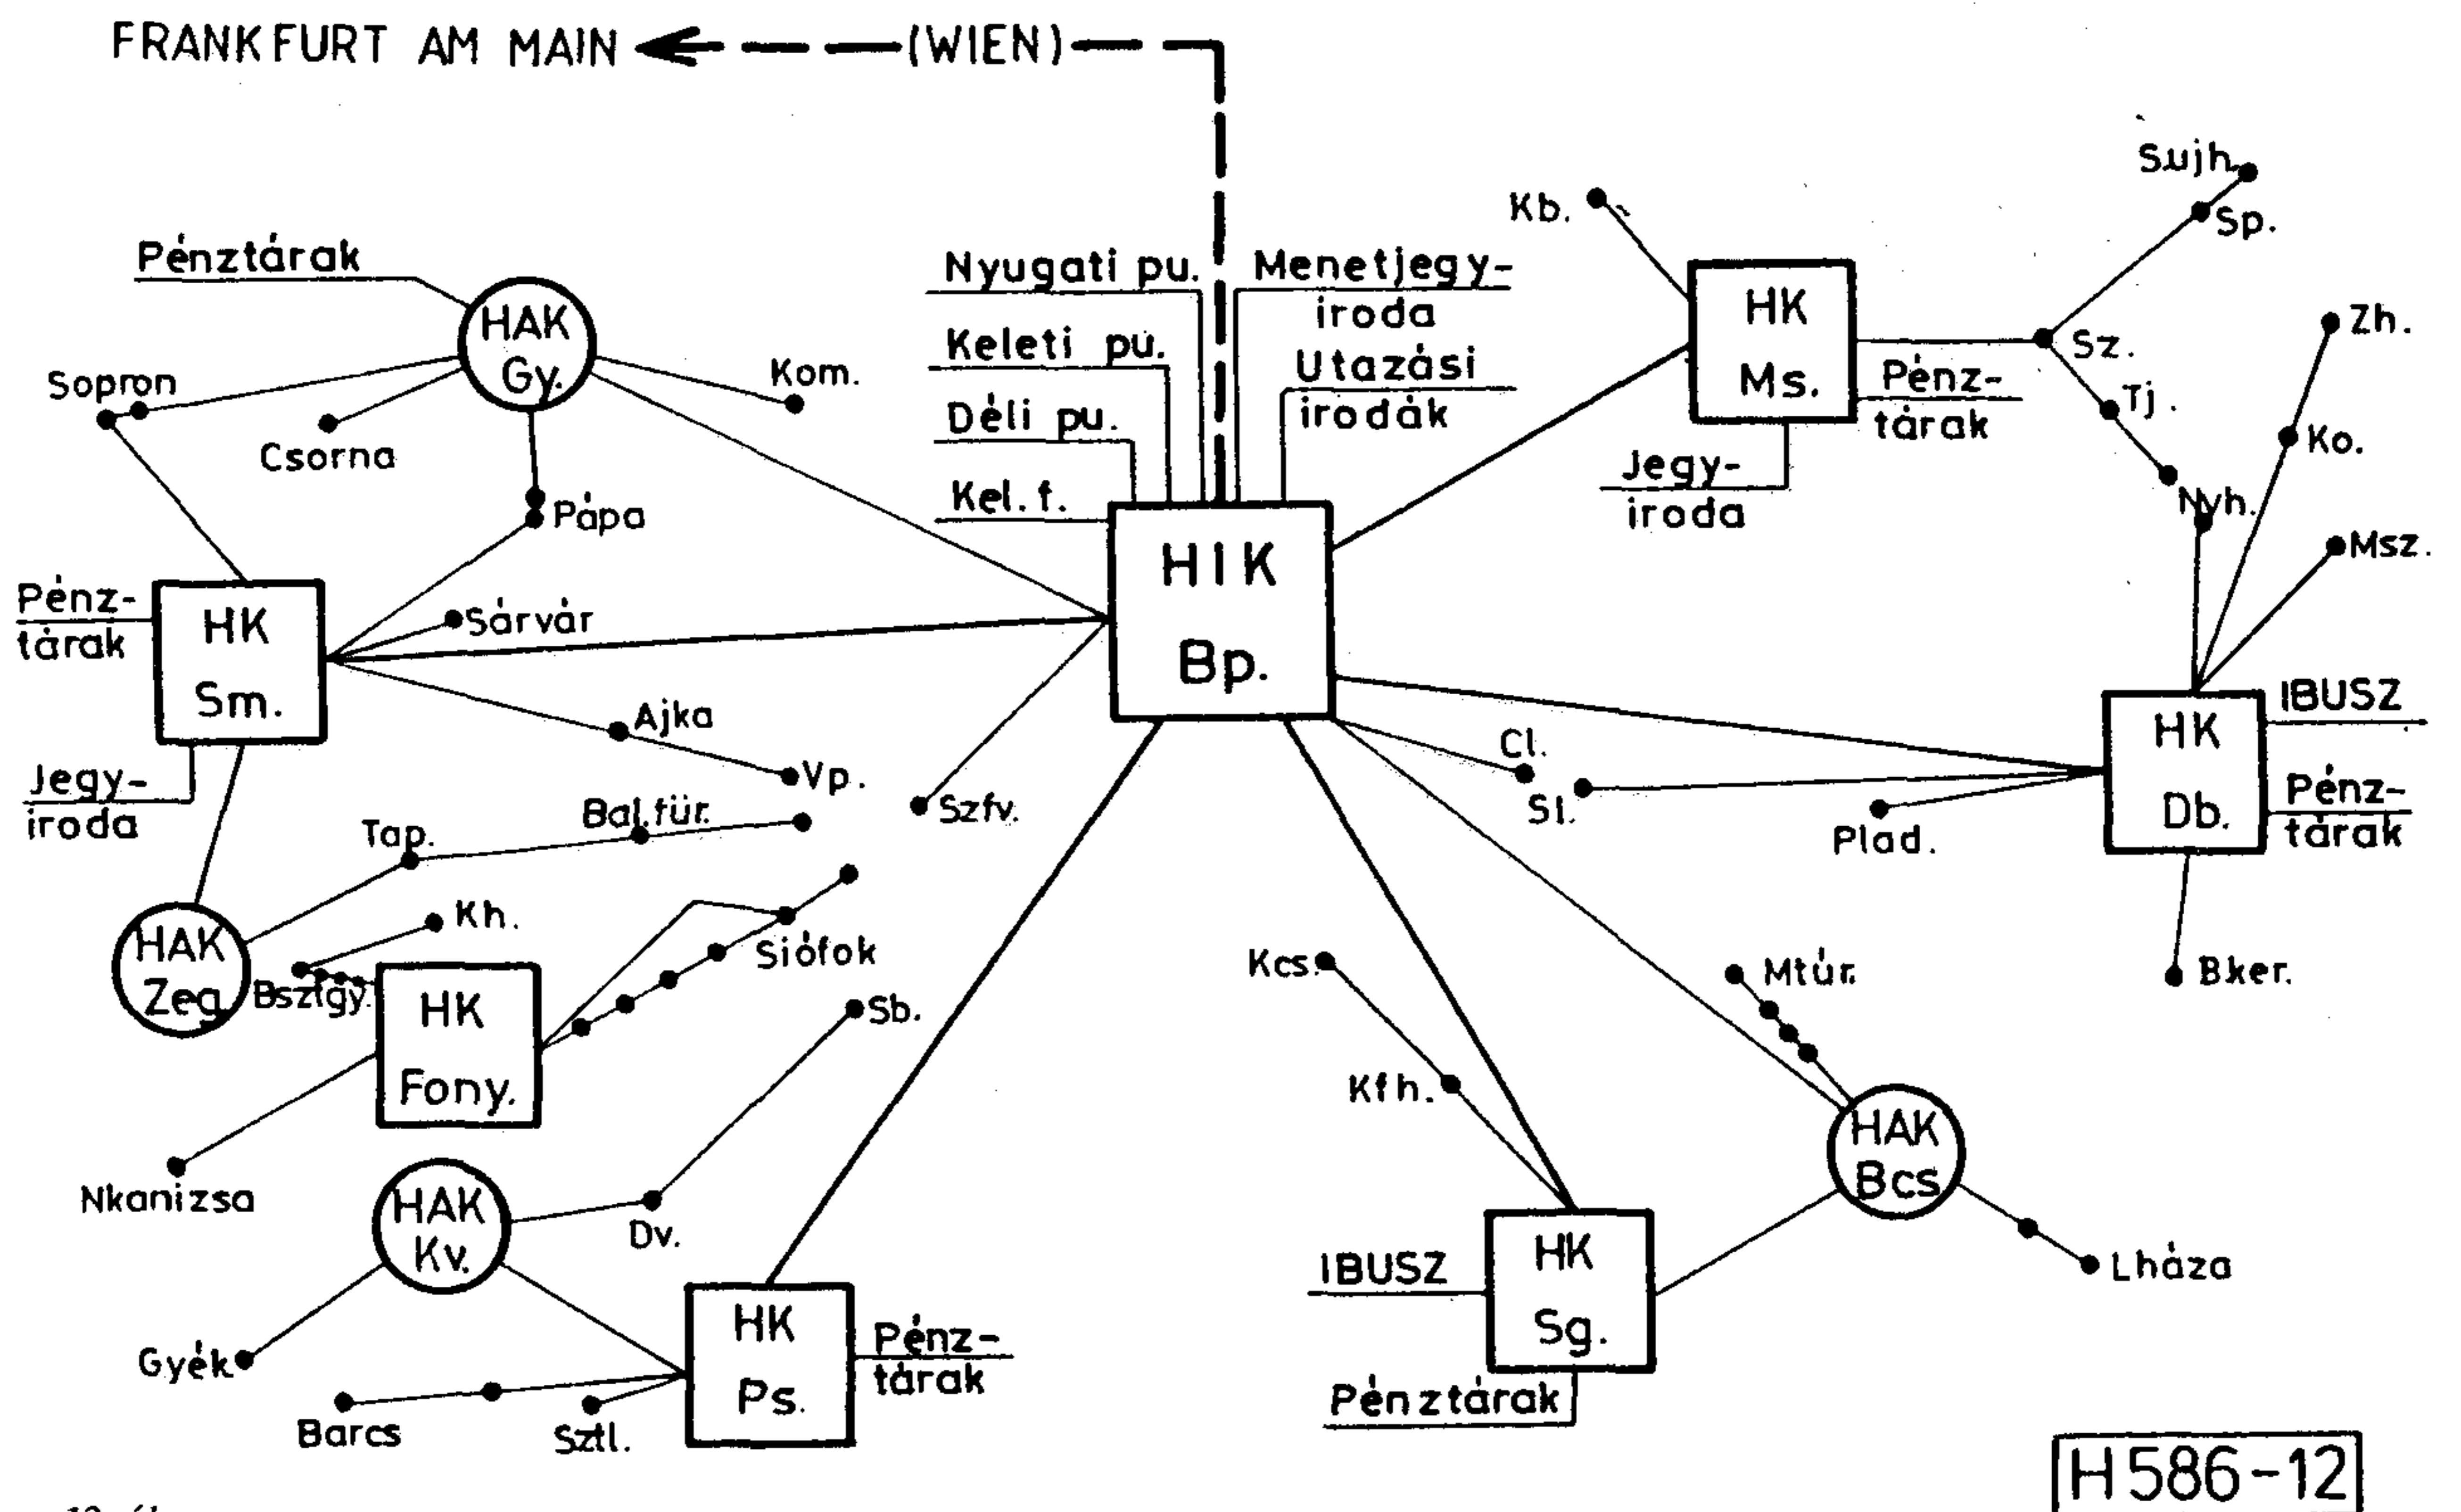 FRANKFURT AM MAIN
(WIEN)
Sujh.
Kb.
Sp.
Pénztárak
Nyugati pu.
Menetjegy-
iroda
HK
Ms.
HAK
Gy.
Zh.
Keleti pu.
Utazási
irodák
Sz.
Pénz-
tárak
Sopron
Kom.
Tj.
Déli pu.
Csorna
Ko.
Jegy-
iroda
Kel. f.
Nyh.
Pápa
Msz.
HIK
Bp.
Pénz-
tárak
HK
Sm.
Sárvár
Ajka
IBUSZ
HK
Db.
Cl.
Jegy-
iroda
Vp.
Sl.
Pénz-
tárak
Szfv.
Plad.
Tap.
Bal.für.
Kh.
HAK
Zeg.
Siófok
Kcs.
Mtúr.
Bker.
HK
Fony.
Sb.
Kfh.
HAK
Bcs
Nkanizsa
HAK
Kv.
Dv.
IBUSZ
HK
Sg.
Lháza
Gyék
HK
Ps.
Pénz-
tárak
Barcs
Sztl.
Pénztárak
H586-12